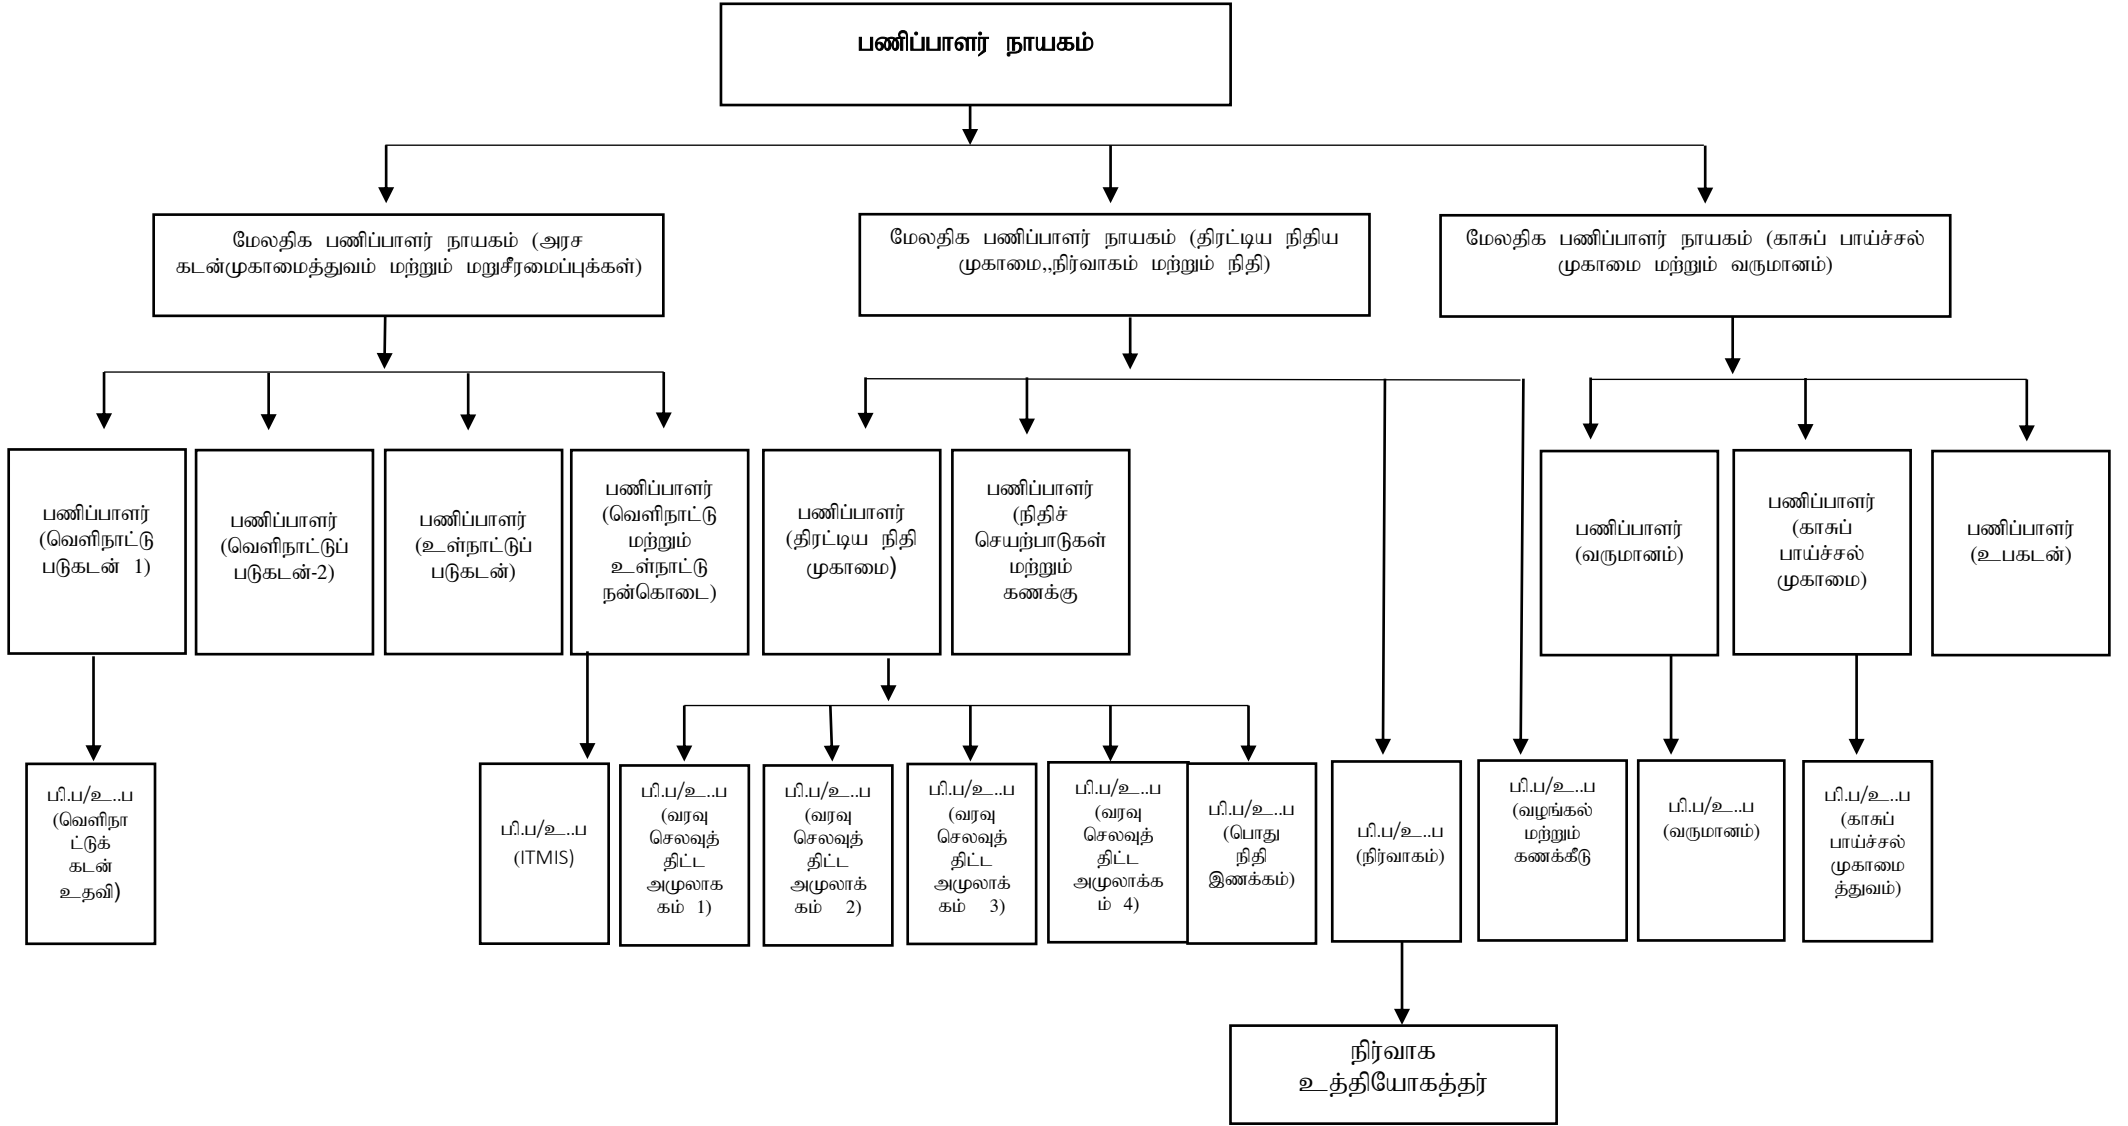 பணிப்பாளர் நாயகம்
மேலதிக பணிப்பாளர் நாயகம் (அரச
கடன்முகாமைத்துவம் மற்றும் மறுசீரமைப்புக்கள்)
மேலதிக பணிப்பாளர் நாயகம் (திரட்டிய நிதிய
முகாமை,,நிர்வாகம் மற்றும் நிதி)
மேலதிக பணிப்பாளர் நாயகம் (காசுப் பாய்ச்சல்
முகாமை மற்றும் வருமானம்)
பணிப்பாளர்
(வெளிநாட்டு
படுகடன் 1)
பணிப்பாளர்
(வெளிநாட்டுப்
படுகடன்-2)
பணிப்பாளர்
(உள்நாட்டுப்
படுகடன்)
பணிப்பாளர்
(வெளிநாட்டு
மற்றும்
உள்நாட்டு
நன்கொடை)
பணிப்பாளர்
(திரட்டிய நிதி
முகாமை)
பணிப்பாளர்
(நிதிச்
செயற்பாடுகள்
மற்றும்
கணக்கு
பணிப்பாளர்
(வருமானம்)
பணிப்பாளர்
(காசுப்
பாய்ச்சல்
முகாமை)
பணிப்பாளர்
(உபகடன்)
பி.ப/உ..ப
(வெளிநா
ட்டுக்
கடன்
உதவி)
பி.ப/உ..ப
(ITMIS)
பி.ப/உ..ப
(வரவு
செலவுத்
திட்ட
அமுலாக
கம் 1)
பி.ப/உ..ப
(வரவு
செலவுத்
திட்ட
அமுலாக்
கம் 2)
பி.ப/உ..ப
(வரவு
செலவுத்
திட்ட
அமுலாக்
கம் 3)
பி.ப/உ..ப
(வரவு
செலவுத்
திட்ட
அமுலாக்க
ம் 4)
பி.ப/உ..ப
(பொது
நிதி
இணக்கம்)
பி.ப/உ..ப
(நிர்வாகம்)
பி.ப/உ..ப
(வழங்கல்
மற்றும்
கணக்கீடு
பி.ப/உ..ப
(வருமானம்)
பி.ப/உ..ப
(காசுப்
பாய்ச்சல்
முகாமை
த்துவம்)
நிர்வாக
உத்தியோகத்தர்